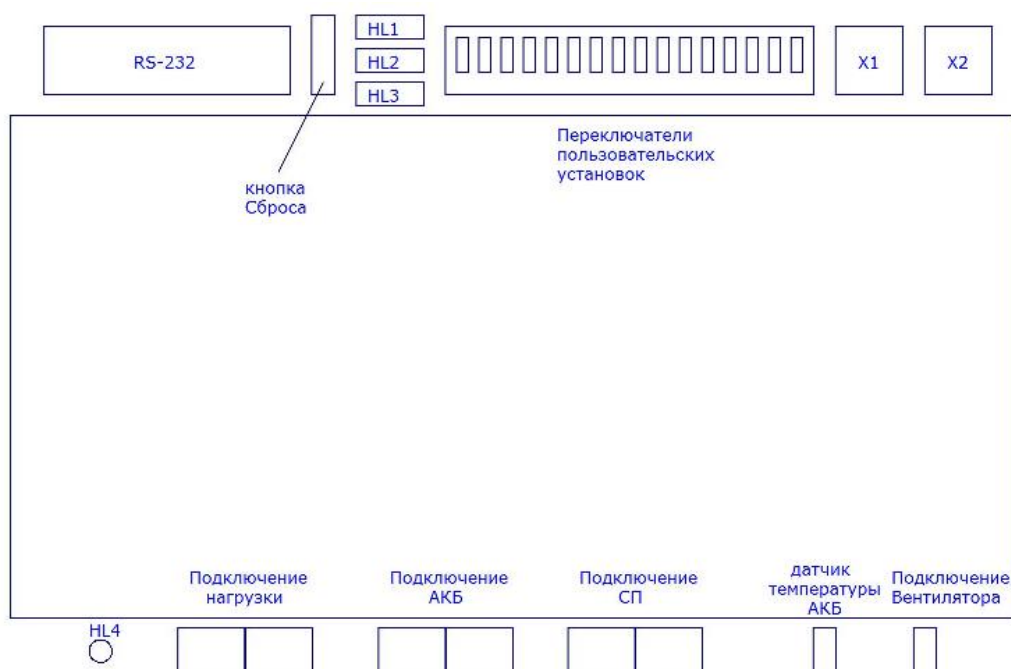 RS-232
HL1
HL2
HL3
X1
X2
Переключатели
пользовательских
установок
кнопка
Сброса
Подключение
нагрузки
Подключение
АКБ
Подключение
СП
датчик
температуры
АКБ
Подключение
Вентилятора
HL4